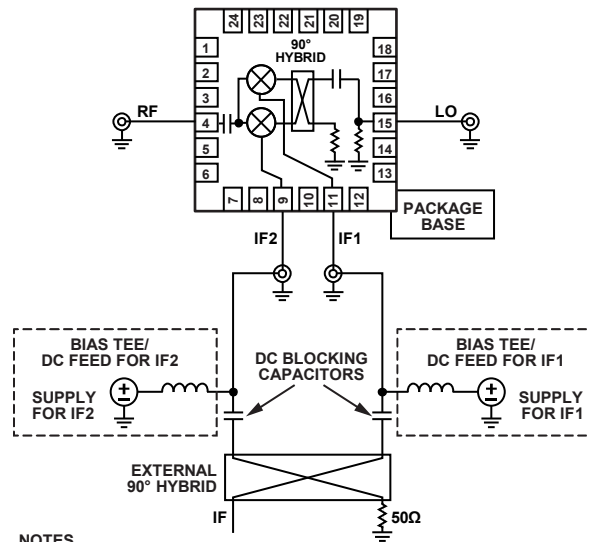 24 23 22 21 20 19
90°
HYBRID
1
2
3
4
5
6
18
17
16
15
14
13
RF
LO
7 8 9 10 11 12
PACKAGE
BASE
IF2
IF1
BIAS TEE/
DC FEED FOR IF2
SUPPLY
FOR IF2
DC BLOCKING
CAPACITORS
BIAS TEE/
DC FEED FOR IF1
SUPPLY
FOR IF1
EXTERNAL
90° HYBRID
IF
50Ω
NOTES